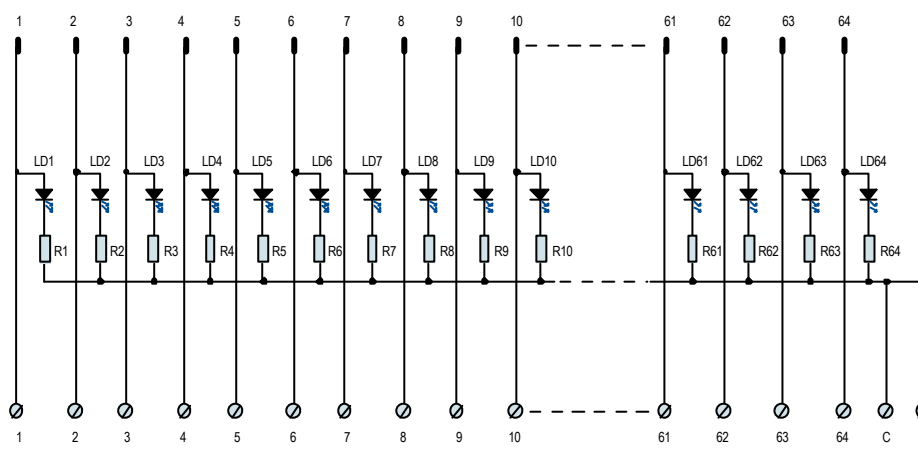 1 2 3 4 5 6 7 8 9 10 61 62 63 64
LD1 LD2 LD3 LD4 LD5 LD6 LD7 LD8 LD9 LD10 LD61 LD62 LD63 LD64
R1 R2 R3 R4 R5 R6 R7 R8 R9 R10 R61 R62 R63 R64
1 2 3 4 5 6 7 8 9 10 61 62 63 64 C